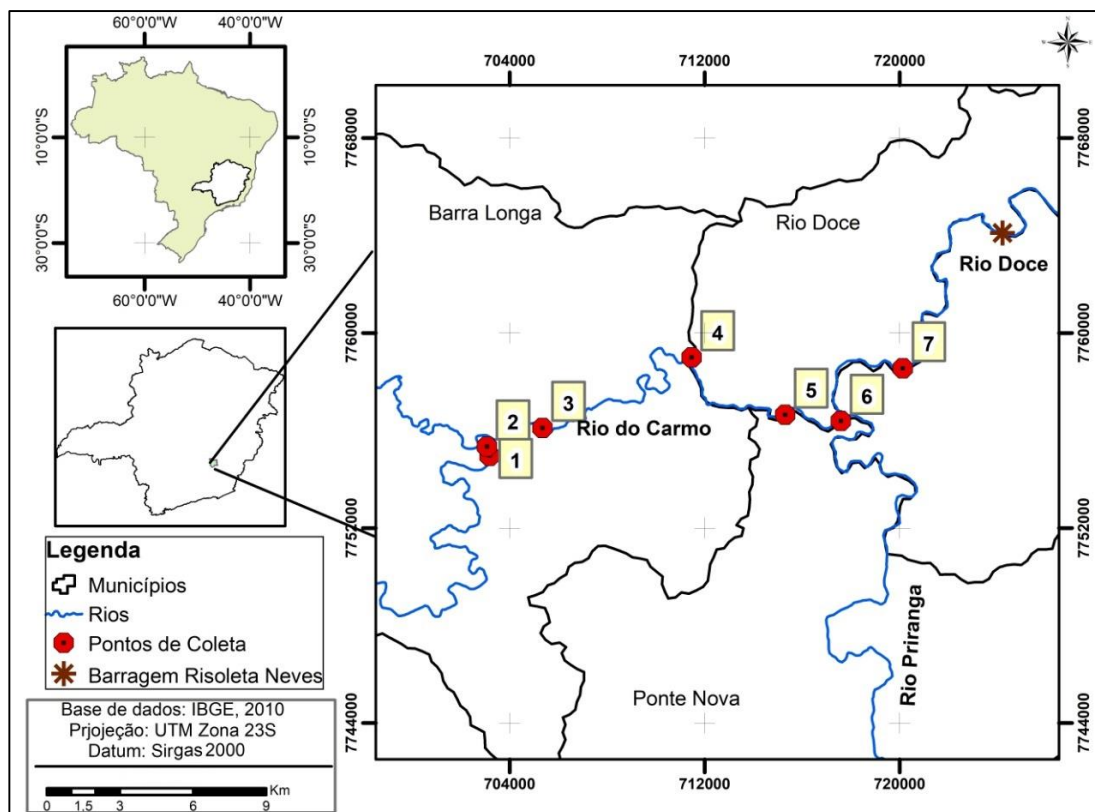 60°0'0"W
40°0'0"W
10°0'0"S
10°0'0"S
30°0'0"S
30°0'0"S
60°0'0"W
40°0'0"W
704000
712000
720000
7768000
7768000
Barra Longa
Rio Doce
Rio Doce
7760000
7760000
4
7
5
6
3
2
1
Rio do Carmo
7752000
7752000
Rio Priranga
Ponte Nova
7744000
7744000
704000
712000
720000
Legenda
Municípios
Rios
Pontos de Coleta
Barragem Risoleta Neves
Base de dados: IBGE, 2010
Prjojeção: UTM Zona 23S
Datum: Sirgas 2000
Km
0 1,5 3 6 9